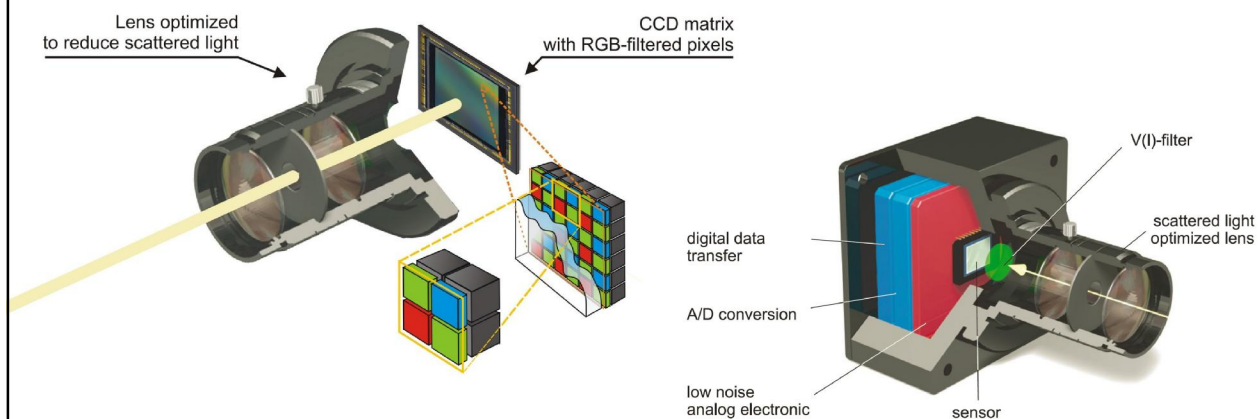 Lens optimized
to reduce scattered light
CCD matrix
with RGB-filtered pixels
V(I)-filter
scattered light
optimized lens
digital data
transfer
A/D conversion
low noise
analog electronic
sensor